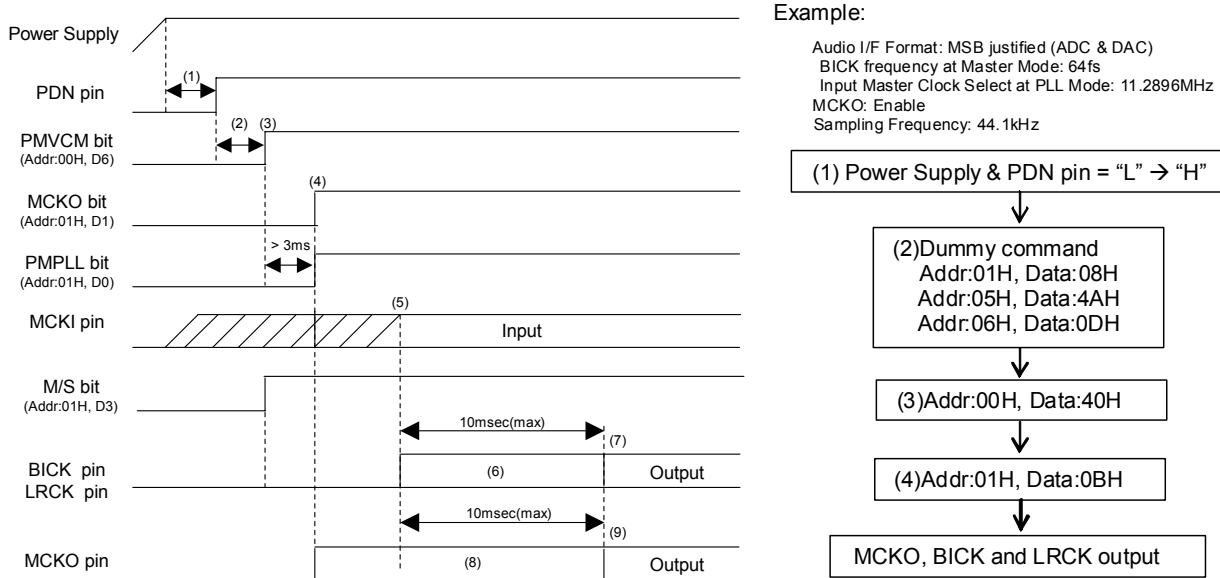 Power Supply
(1)
PDN pin
(2)
(3)
PMVCM bit
(Addr:00H, D6)
(4)
MCKO bit
(Addr:01H, D1)
> 3ms
PMPLL bit
(Addr:01H, D0)
(5)
MCKI pin
Input
M/S bit
(Addr:01H, D3)
10msec(max)
(7)
BICK pin
LRCK pin
(6)
Output
10msec(max)
(9)
MCKO pin
(8)
Output
Example:
Audio I/F Format: MSB justified (ADC & DAC)
BICK frequency at Master Mode: 64fs
Input Master Clock Select at PLL Mode: 11.2896MHz
MCKO: Enable
Sampling Frequency: 44.1kHz
(1) Power Supply & PDN pin = “L” → “H”
(2)Dummy command
Addr:01H, Data:08H
Addr:05H, Data:4AH
Addr:06H, Data:0DH
(3)Addr:00H, Data:40H
(4)Addr:01H, Data:0BH
MCKO, BICK and LRCK output